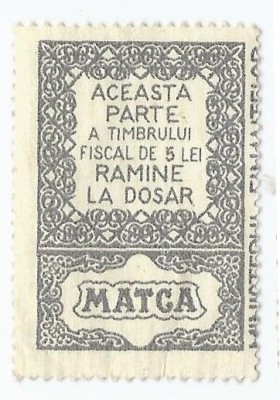 ACEASTA
PARTE
A TIMBRULUI
FISCAL DE 5 LEI
RAMINE
LA DOSAR
MATCA